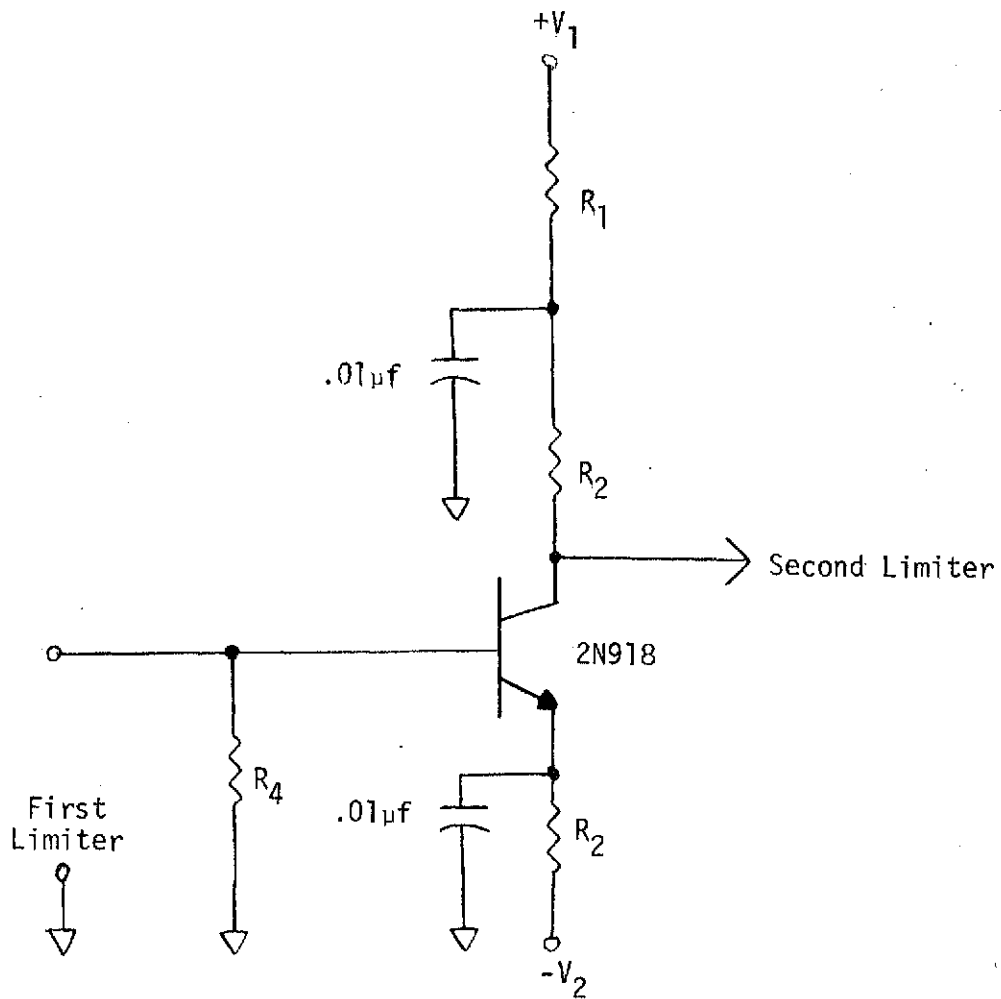 +V1
R1
.01µf
R2
Second Limiter
2N918
R4
.01µf
R2
First
Limiter
-V2